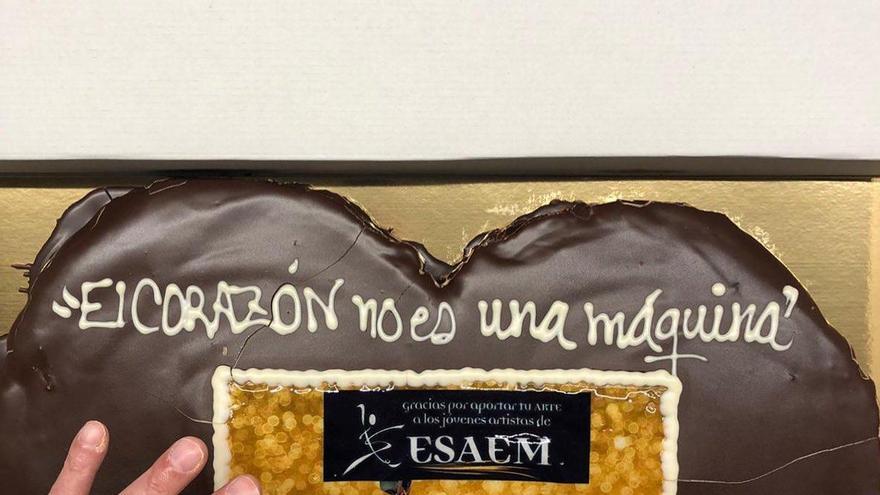 "El CORAZÓN no es una máquina"
gracias por aportar tu ARTE
a los jóvenes artistas de
ESAEM